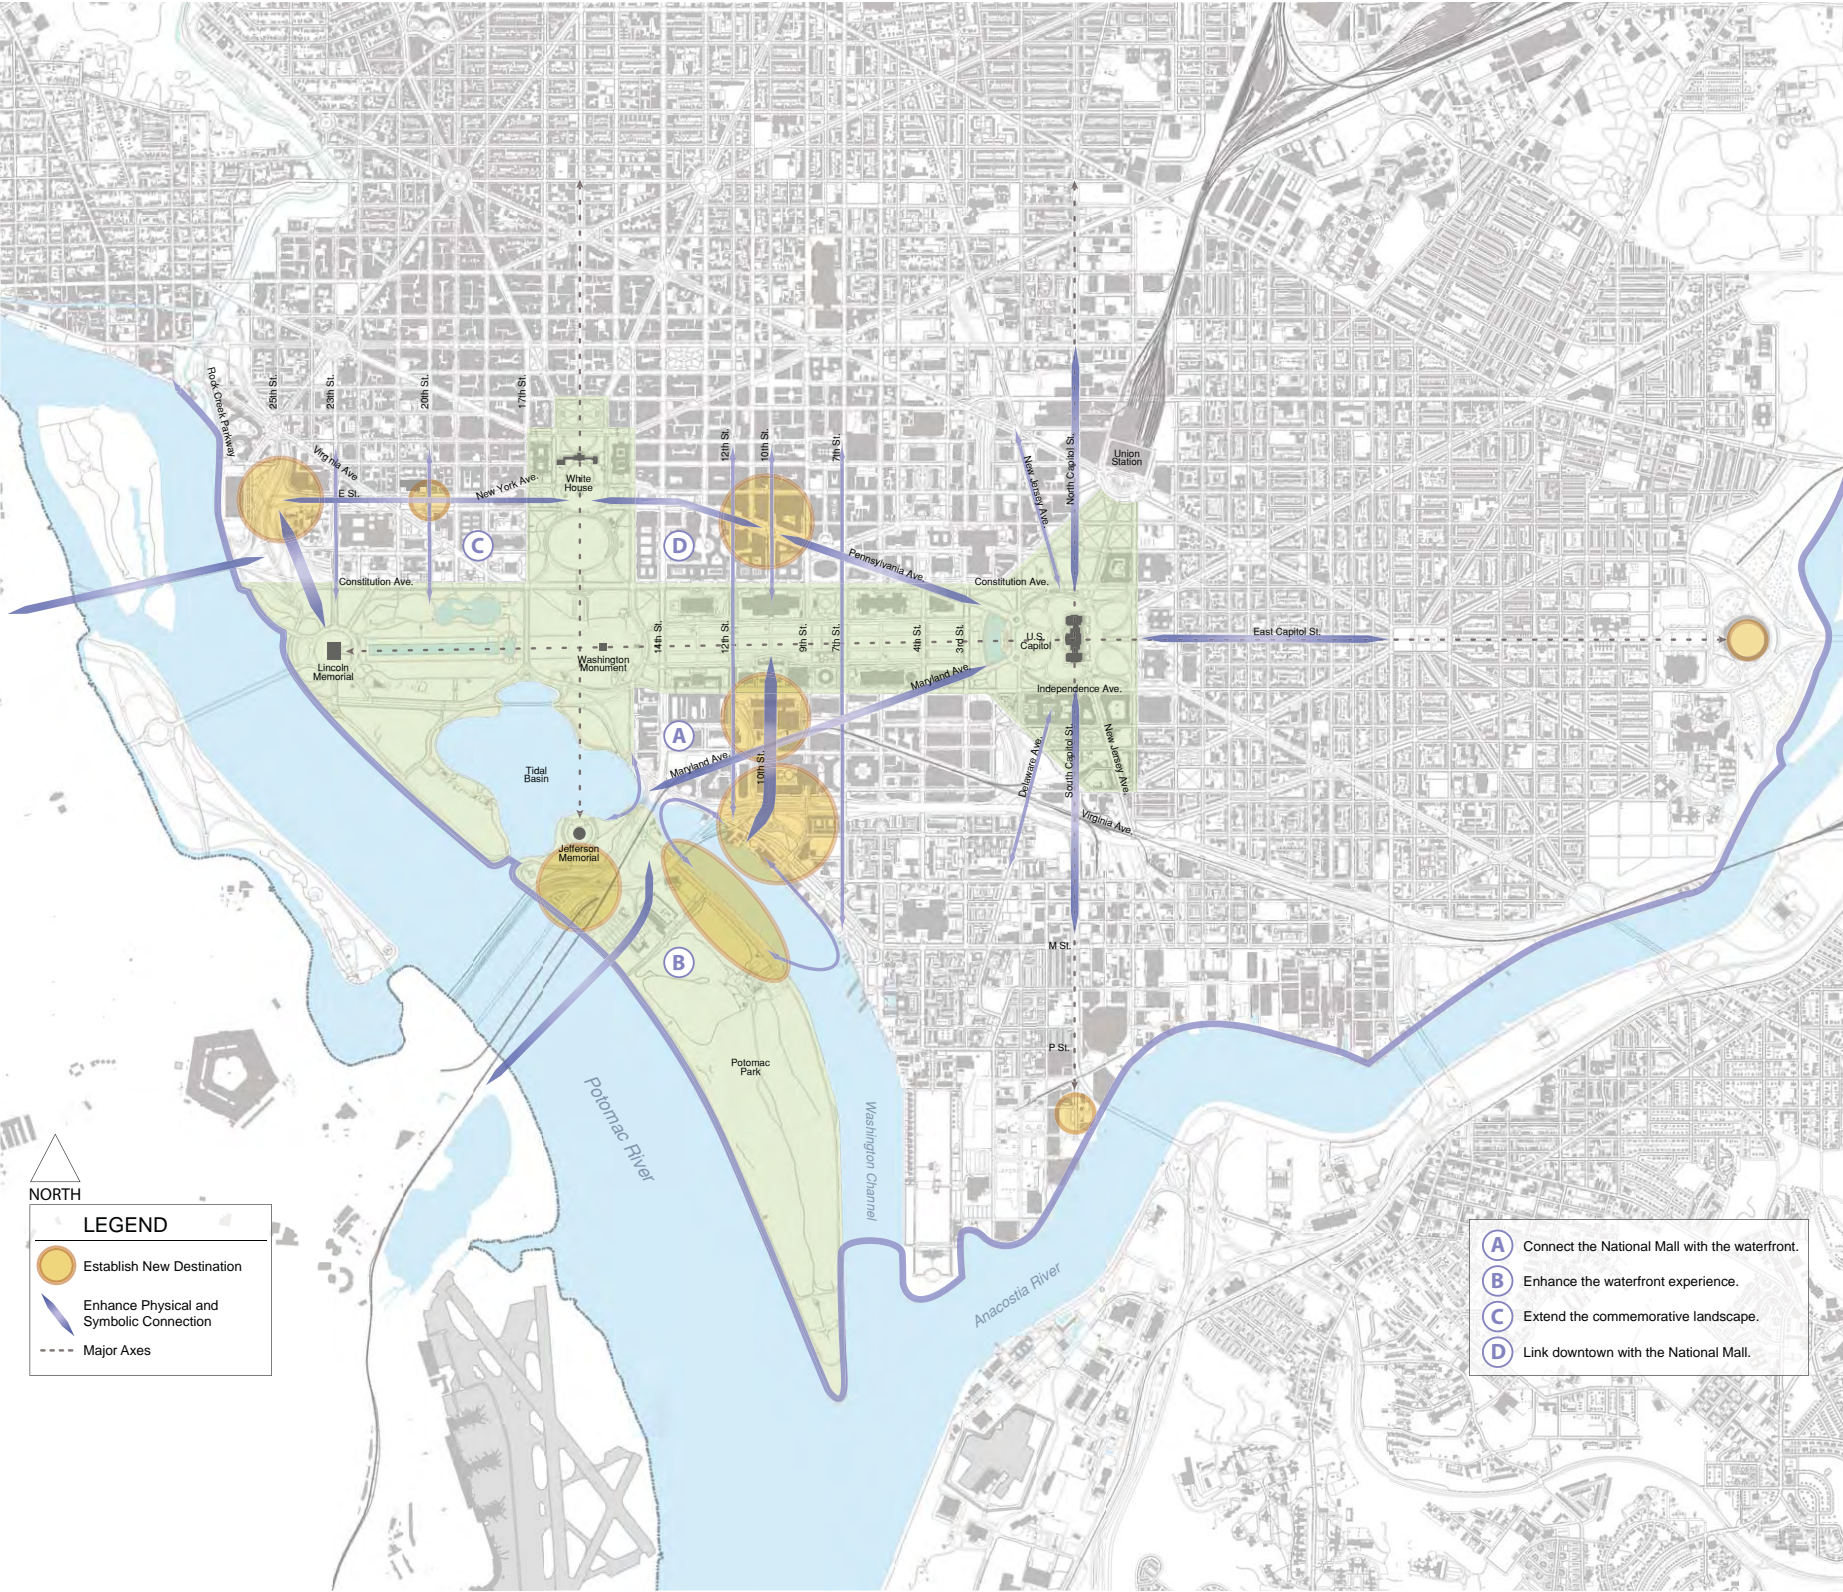 Rock Creek Parkway
25th St.
23th St.
20th St.
17th St.
Virginia Ave
E St.
New York Ave.
White
House
12th St.
10th St.
7th St.
New Jersey Ave.
North Capitol St.
Union
Station
C
D
Pennsylvania Ave.
Constitution Ave.
Constitution Ave.
Lincoln
Memorial
Washington
Monument
14th St.
12th St.
9th St.
7th St.
4th St.
3rd St.
U.S.
Capitol
East Capitol St.
Maryland Ave.
Independence Ave.
A
Maryland Ave.
10th St.
Delaware Ave.
South Capitol St.
New Jersey Ave.
Virginia Ave.
Tidal
Basin
Jefferson
Memorial
B
M St.
P St.
Potomac
Park
Potomac River
Washington Channel
Anacostia River
NORTH
LEGEND
Establish New Destination
Enhance Physical and
Symbolic Connection
Major Axes
A Connect the National Mall with the waterfront.
B Enhance the waterfront experience.
C Extend the commemorative landscape.
D Link downtown with the National Mall.